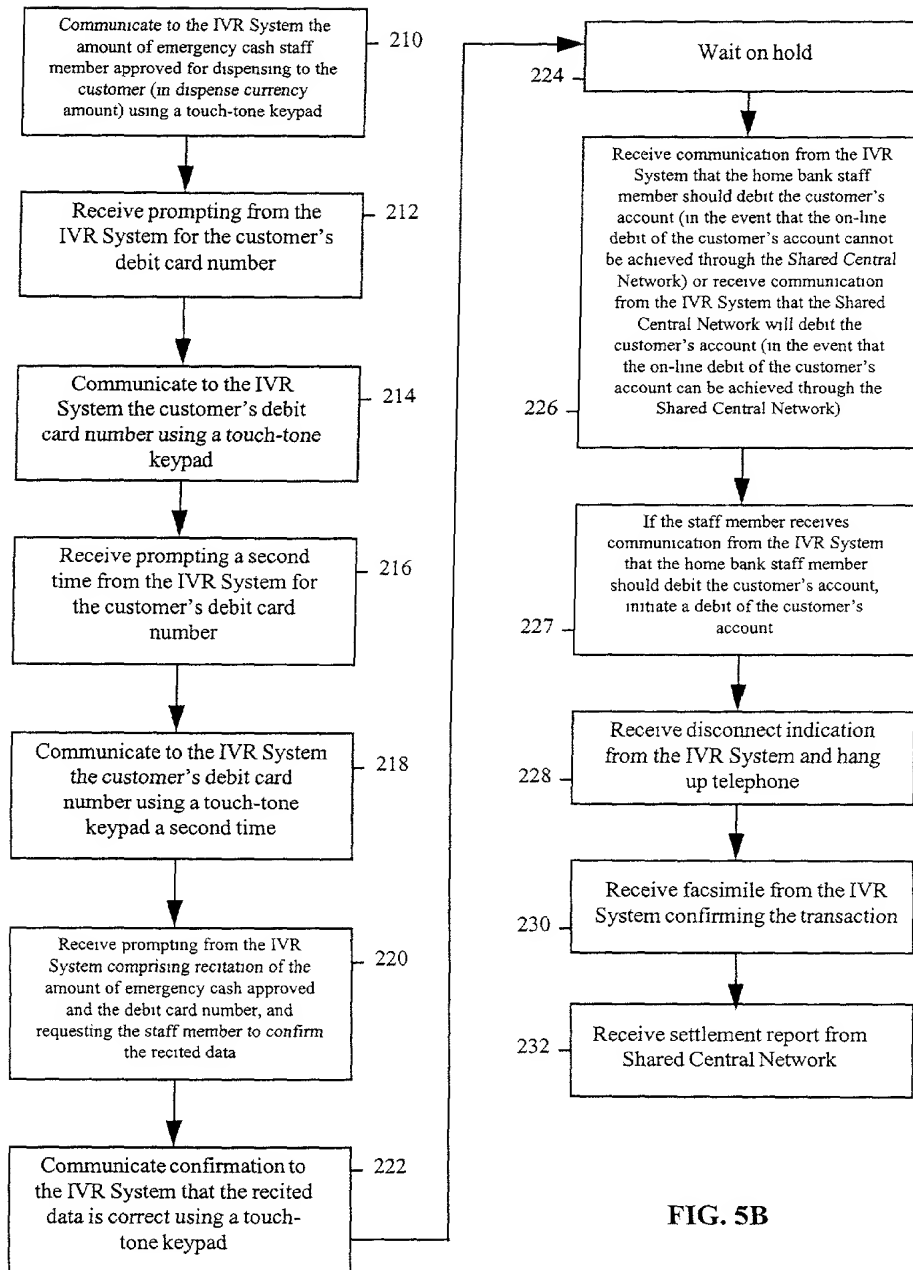 Communicate to the IVR System the
amount of emergency cash staff
member approved for dispensing to the
customer (in dispense currency
amount) using a touch-tone keypad
210
Receive prompting from the
IVR System for the customer's
debit card number
212
Communicate to the IVR
System the customer's debit
card number using a touch-tone
keypad
214
Receive prompting a second
time from the IVR System for
the customer's debit card
number
216
Communicate to the IVR System
the customer's debit card
number using a touch-tone
keypad a second time
218
Receive prompting from the IVR
System comprising recitation of the
amount of emergency cash approved
and the debit card number, and
requesting the staff member to confirm
the recited data
220
Communicate confirmation to
the IVR System that the recited
data is correct using a touch-
tone keypad
222
Wait on hold
224
Receive communication from the IVR
System that the home bank staff
member should debit the customer's
account (in the event that the on-line
debit of the customer's account cannot
be achieved through the Shared Central
Network) or receive communication
from the IVR System that the Shared
Central Network will debit the
customer's account (in the event that
the on-line debit of the customer's
account can be achieved through the
Shared Central Network)
226
If the staff member receives
communication from the IVR System
that the home bank staff member
should debit the customer's account,
initiate a debit of the customer's
account
227
Receive disconnect indication
from the IVR System and hang
up telephone
228
Receive facsimile from the IVR
System confirming the transaction
230
Receive settlement report from
Shared Central Network
232
FIG. 5B